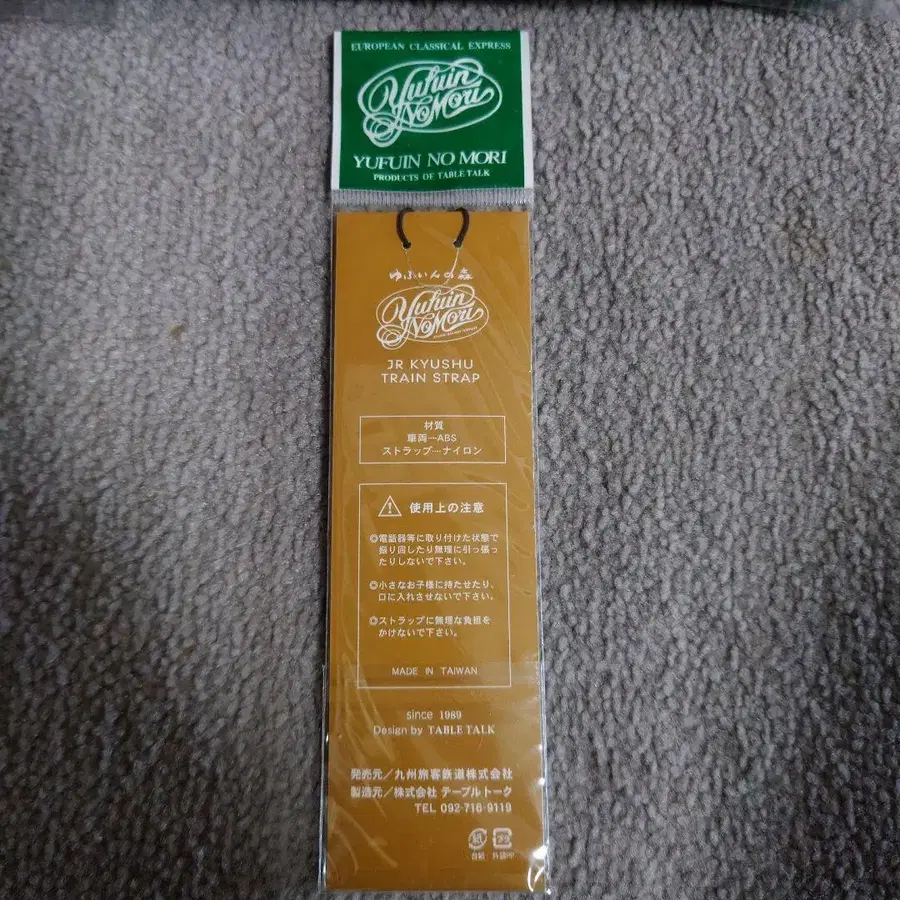 EUROPEAN CLASSICAL EXPRESS
Yufuin
No Mori
YUFUIN NO MORI
PRODUCTS OF TABLE TALK
ゆふいんの森
Yufuin
No Mori
JR KYUSHU
TRAIN STRAP
材質
車両…ABS
ストラップ…ナイロン
使用上の注意
◎電話器等に取り付けた状態で
振り回したり無理に引っ張っ
たりしないで下さい。
◎小さなお子様に持たせたり、
口に入れさせないで下さい。
◎ストラップに無理な負担を
かけないで下さい。
MADE IN TAIWAN
since 1989
Design by TABLE TALK
発売元/九州旅客鉄道株式会社
製造元/株式会社 テーブルトーク
TEL 092-716-9119
紙 プラ
台紙 外袋